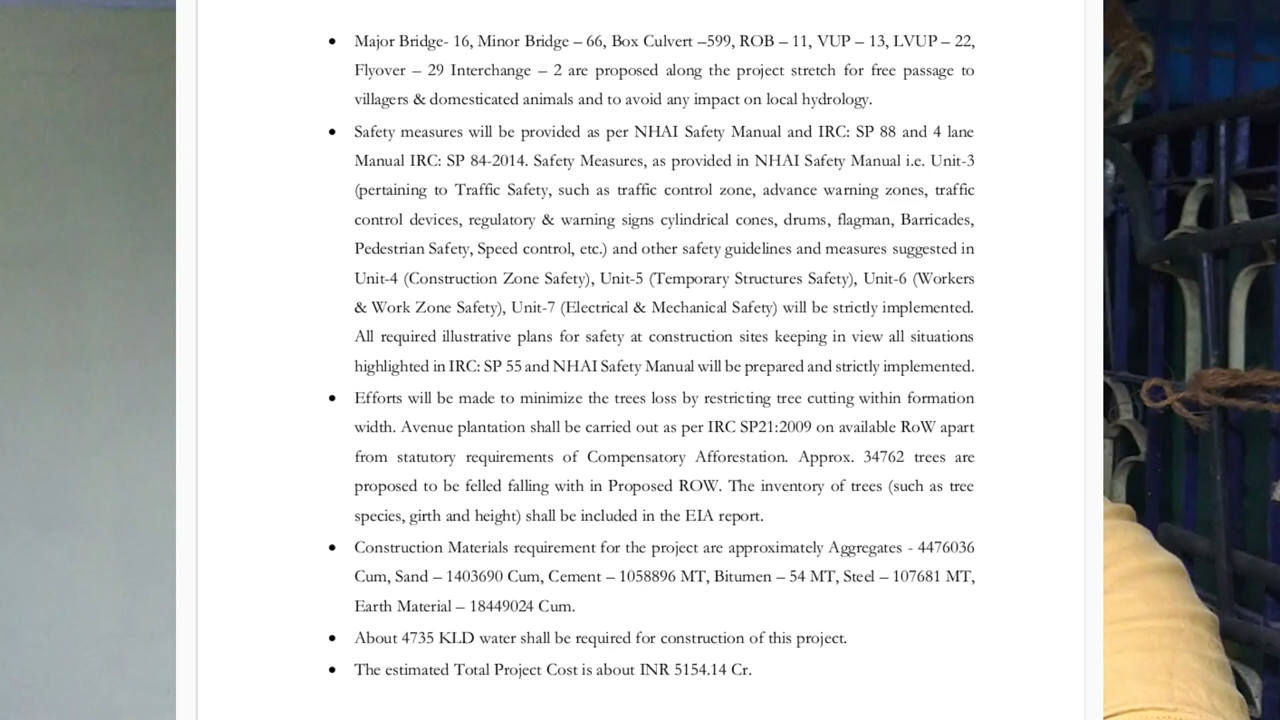 • Major Bridge- 16, Minor Bridge – 66, Box Culvert –599, ROB – 11, VUP – 13, LVUP – 22,
Flyover – 29 Interchange – 2 are proposed along the project stretch for free passage to
villagers & domesticated animals and to avoid any impact on local hydrology.
• Safety measures will be provided as per NHAI Safety Manual and IRC: SP 88 and 4 lane
Manual IRC: SP 84-2014. Safety Measures, as provided in NHAI Safety Manual i.e. Unit-3
(pertaining to Traffic Safety, such as traffic control zone, advance warning zones, traffic
control devices, regulatory & warning signs cylindrical cones, drums, flagman, Barricades,
Pedestrian Safety, Speed control, etc.) and other safety guidelines and measures suggested in
Unit-4 (Construction Zone Safety), Unit-5 (Temporary Structures Safety), Unit-6 (Workers
& Work Zone Safety), Unit-7 (Electrical & Mechanical Safety) will be strictly implemented.
All required illustrative plans for safety at construction sites keeping in view all situations
highlighted in IRC: SP 55 and NHAI Safety Manual will be prepared and strictly implemented.
• Efforts will be made to minimize the trees loss by restricting tree cutting within formation
width. Avenue plantation shall be carried out as per IRC SP21:2009 on available RoW apart
from statutory requirements of Compensatory Afforestation. Approx. 34762 trees are
proposed to be felled falling with in Proposed ROW. The inventory of trees (such as tree
species, girth and height) shall be included in the EIA report.
• Construction Materials requirement for the project are approximately Aggregates - 4476036
Cum, Sand – 1403690 Cum, Cement – 1058896 MT, Bitumen – 54 MT, Steel – 107681 MT,
Earth Material – 18449024 Cum.
• About 4735 KLD water shall be required for construction of this project.
• The estimated Total Project Cost is about INR 5154.14 Cr.